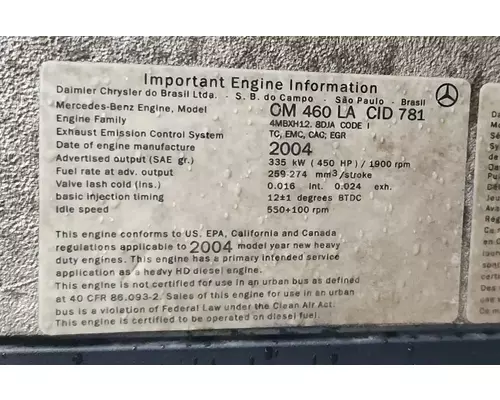 Important Engine Information
Daimler Chrysler do Brasil Ltda. - S. B. do Campo - São Paulo - Brasil
Mercedes-Benz Engine, Model OM 460 LA CID 781
Engine Family 4MBXH12. 8DJA CODE I
Exhaust Emission Control System TC, EMC, CAC; EGR
Date of engine manufacture 2004
Advertised output (SAE gr.) 335 kW (450 HP) / 1900 rpm
Fuel rate at adv. output 259-274 mm³/stroke
Valve lash cold (Ins.) 0.016 Int. 0.024 exh.
basic injection timing 12±1 degrees BTDC
Idle speed 550+100 rpm
This engine conforms to US. EPA, California and Canada
regulations applicable to 2004 model year new heavy
duty engines. This engine has a primary intended service
application as a heavy HD diesel engine.
This engine is not certified for use in an urban bus as defined
at 40 CFR 86.093-2. Sales of this engine for use in an urban
bus is a violation of Federal Law under the Clean Air Act.
This engine is certified to be operated on diesel fuel.